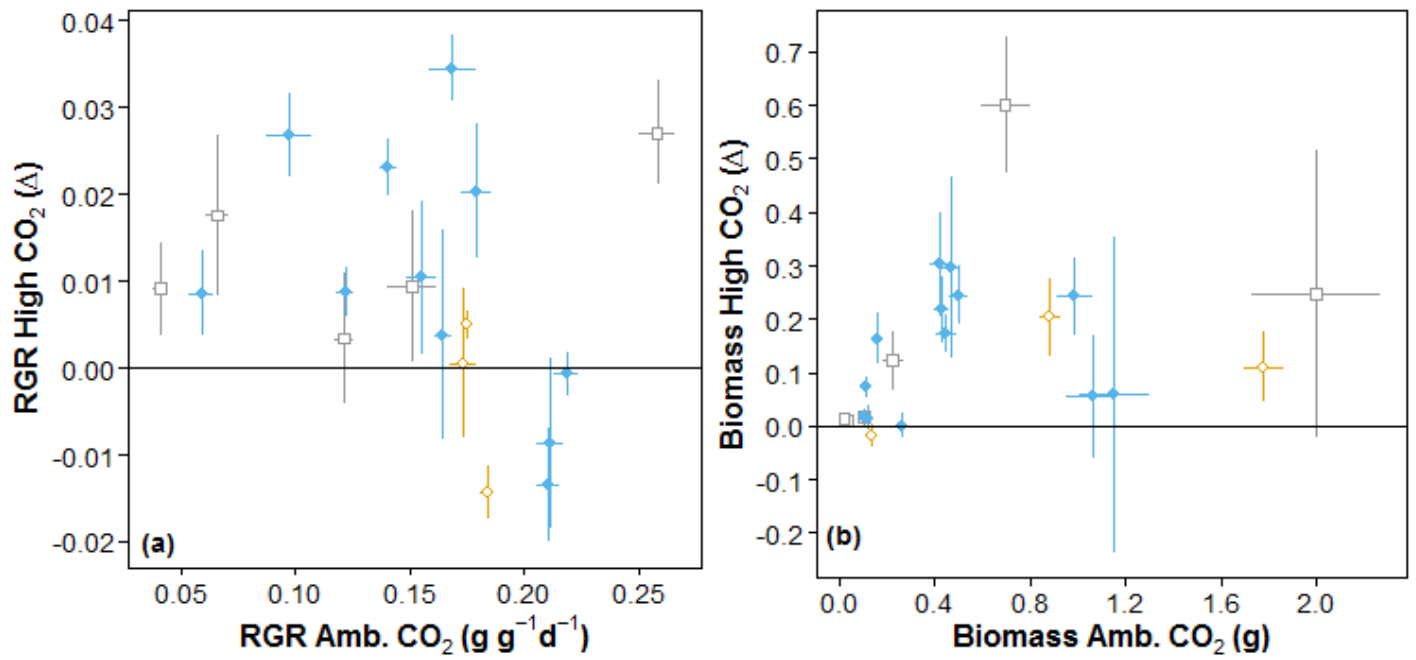 0.04
0.03
0.02
0.01
0.00
-0.01
-0.02
RGR High CO₂ (Δ)
(a)
0.05 0.10 0.15 0.20 0.25
RGR Amb. CO₂ (g g⁻¹d⁻¹)
0.7
0.6
0.5
0.4
0.3
0.2
0.1
0.0
-0.1
-0.2
Biomass High CO₂ (Δ)
(b)
0.0 0.4 0.8 1.2 1.6 2.0
Biomass Amb. CO₂ (g)